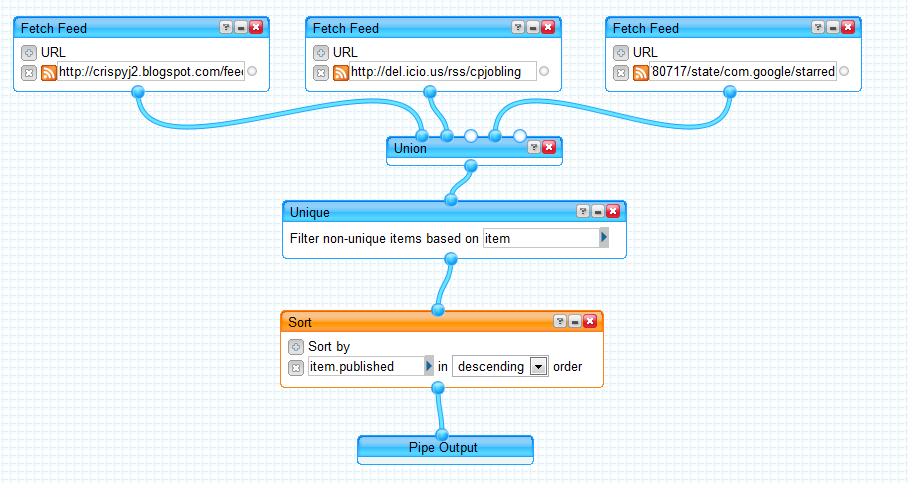 Fetch Feed
URL
http://crispyj2.blogspot.com/fee
Fetch Feed
URL
http://del.icio.us/rss/cpjobling
Fetch Feed
URL
80717/state/com.google/starred
Union
Unique
Filter non-unique items based on item
Sort
Sort by
item.published in descending order
Pipe Output